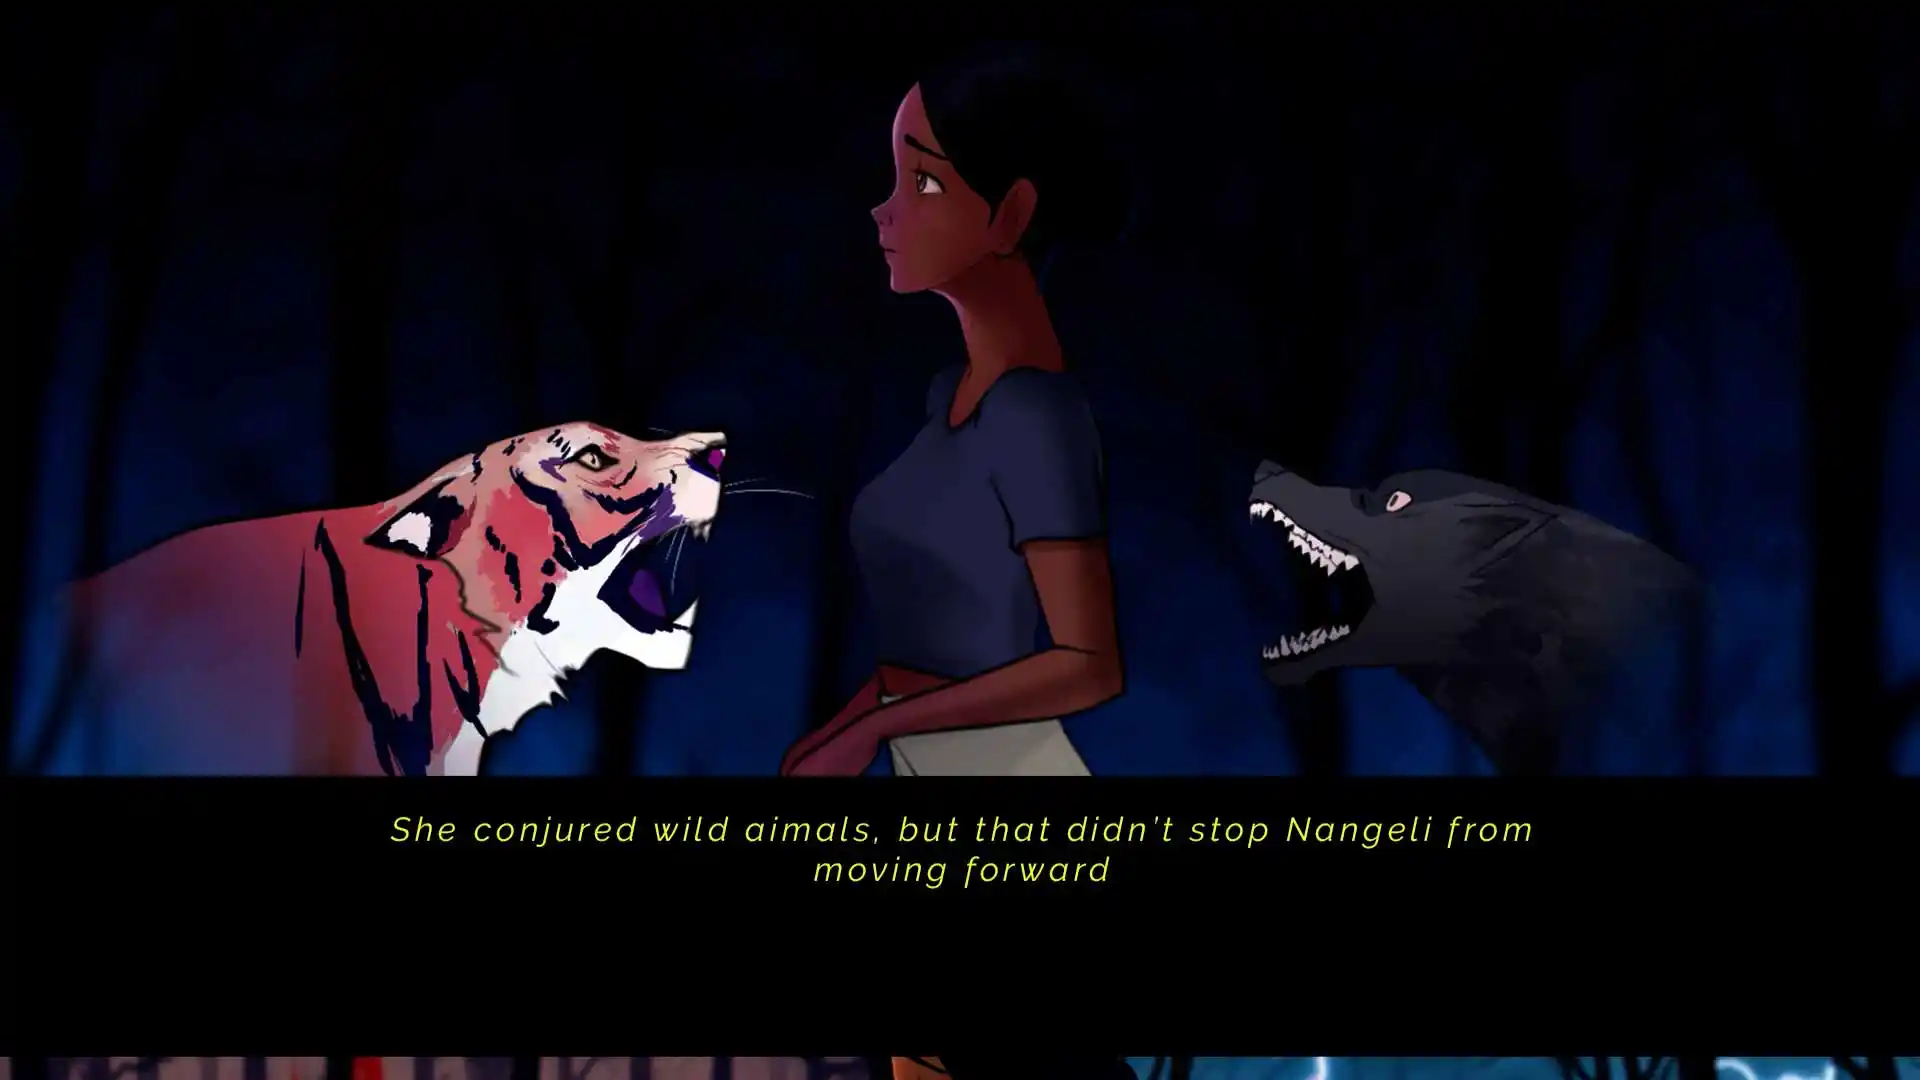 She conjured wild aimals, but that didn't stop Nangeli from
moving forward